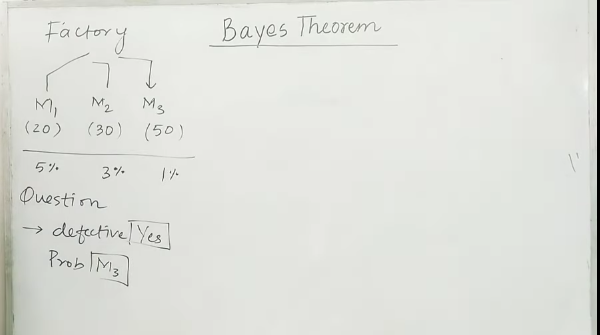 Factory
Bayes Theorem
M₁ M₂ M₃
(20) (30) (50)
5% 3% 1%
Question
→ defective Yes
Prob M₃